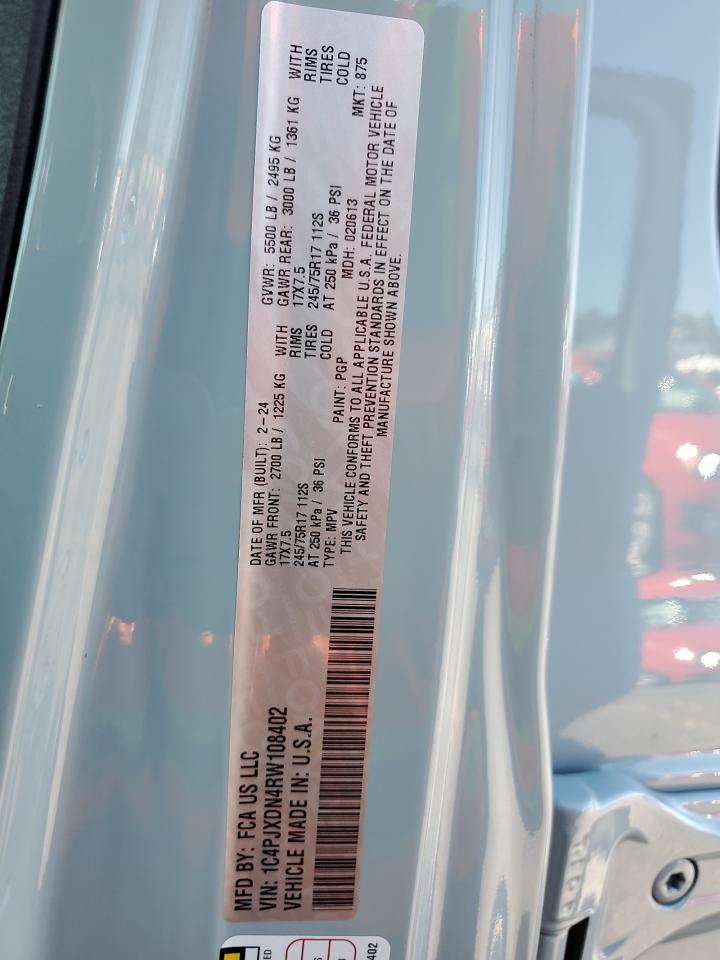 MFD BY: FCA US LLC
VIN: 1C4PJXDN4RW108402
VEHICLE MADE IN: U.S.A.
DATE OF MFR (BUILT): 2-24
GAWR FRONT: 2700 LB / 1225 KG WITH
17X7.5 RIMS
245/75R17 112S TIRES
AT 250 kPa / 36 PSI COLD
GVWR: 5500 LB / 2495 KG
GAWR REAR: 3000 LB / 1361 KG WITH
17X7.5 RIMS
245/75R17 112S TIRES
AT 250 kPa / 36 PSI COLD
TYPE: MPV PAINT: PGP MDH: 020613 MKT: 875
THIS VEHICLE CONFORMS TO ALL APPLICABLE U.S.A. FEDERAL MOTOR VEHICLE
SAFETY AND THEFT PREVENTION STANDARDS IN EFFECT ON THE DATE OF
MANUFACTURE SHOWN ABOVE.
402